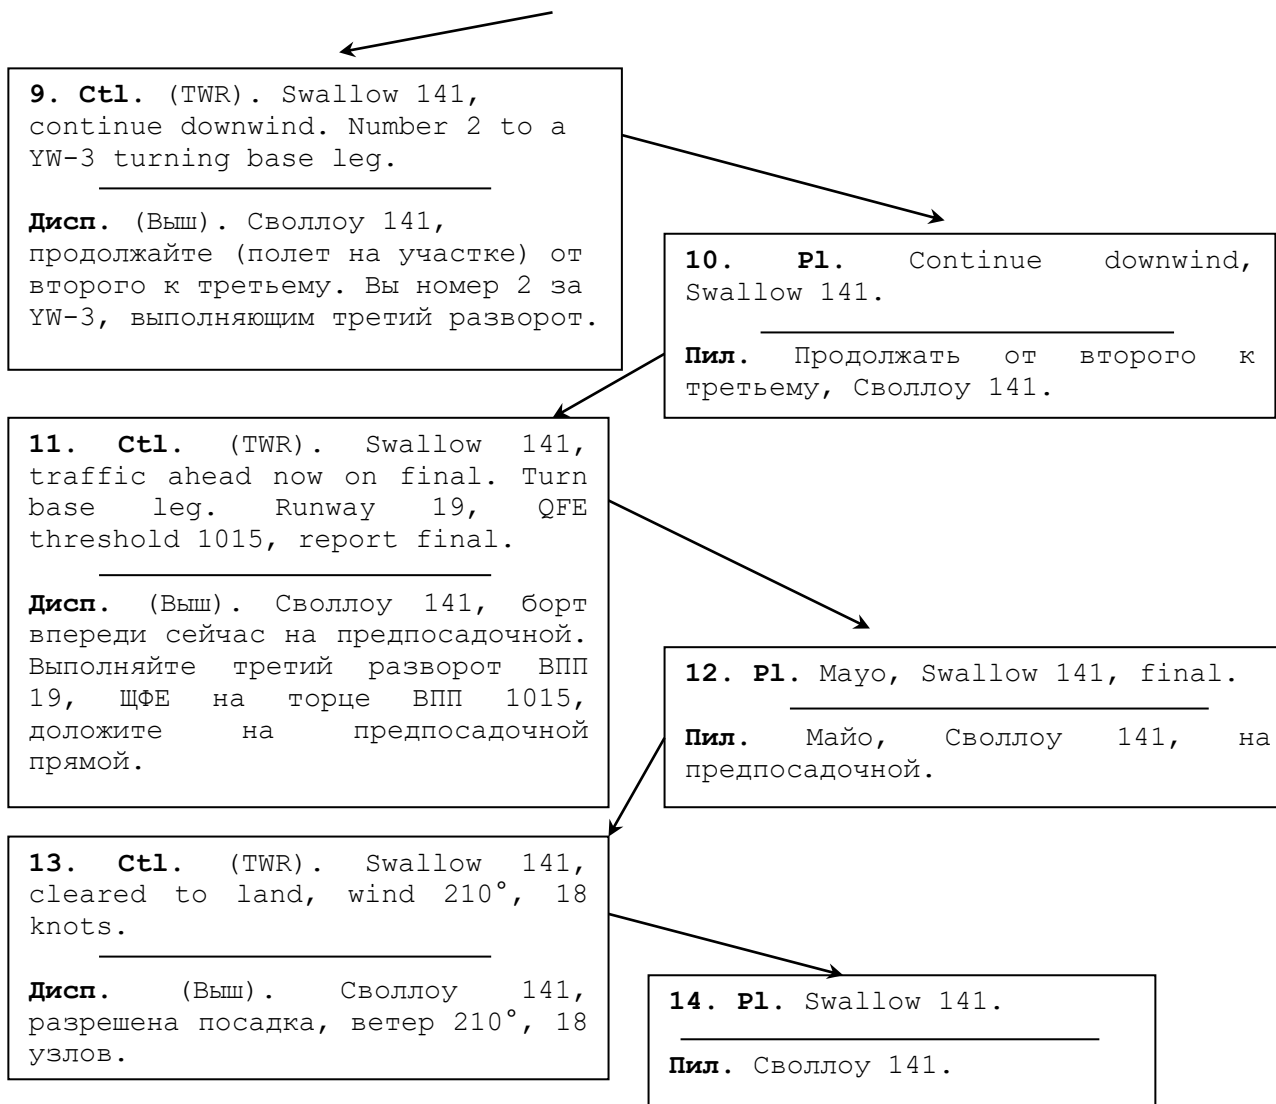 9. Ctl. (TWR). Swallow 141,
continue downwind. Number 2 to a
YW-3 turning base leg.
Дисп. (Выш). Своллоу 141,
продолжайте (полет на участке) от
второго к третьему. Вы номер 2 за
YW-3, выполняющим третий разворот.
10. Pl. Continue downwind,
Swallow 141.
Пил. Продолжать от второго к
третьему, Своллоу 141.
11. Ctl. (TWR). Swallow 141,
traffic ahead now on final. Turn
base leg. Runway 19, QFE
threshold 1015, report final.
Дисп. (Выш). Своллоу 141, борт
впереди сейчас на предпосадочной.
Выполняйте третий разворот ВПП
19, ЩФЕ на торце ВПП 1015,
доложите на предпосадочной
прямой.
12. Pl. Mayo, Swallow 141, final.
Пил. Майо, Своллоу 141, на
предпосадочной.
13. Ctl. (TWR). Swallow 141,
cleared to land, wind 210°, 18
knots.
Дисп. (Выш). Своллоу 141,
разрешена посадка, ветер 210°, 18
узлов.
14. Pl. Swallow 141.
Пил. Своллоу 141.